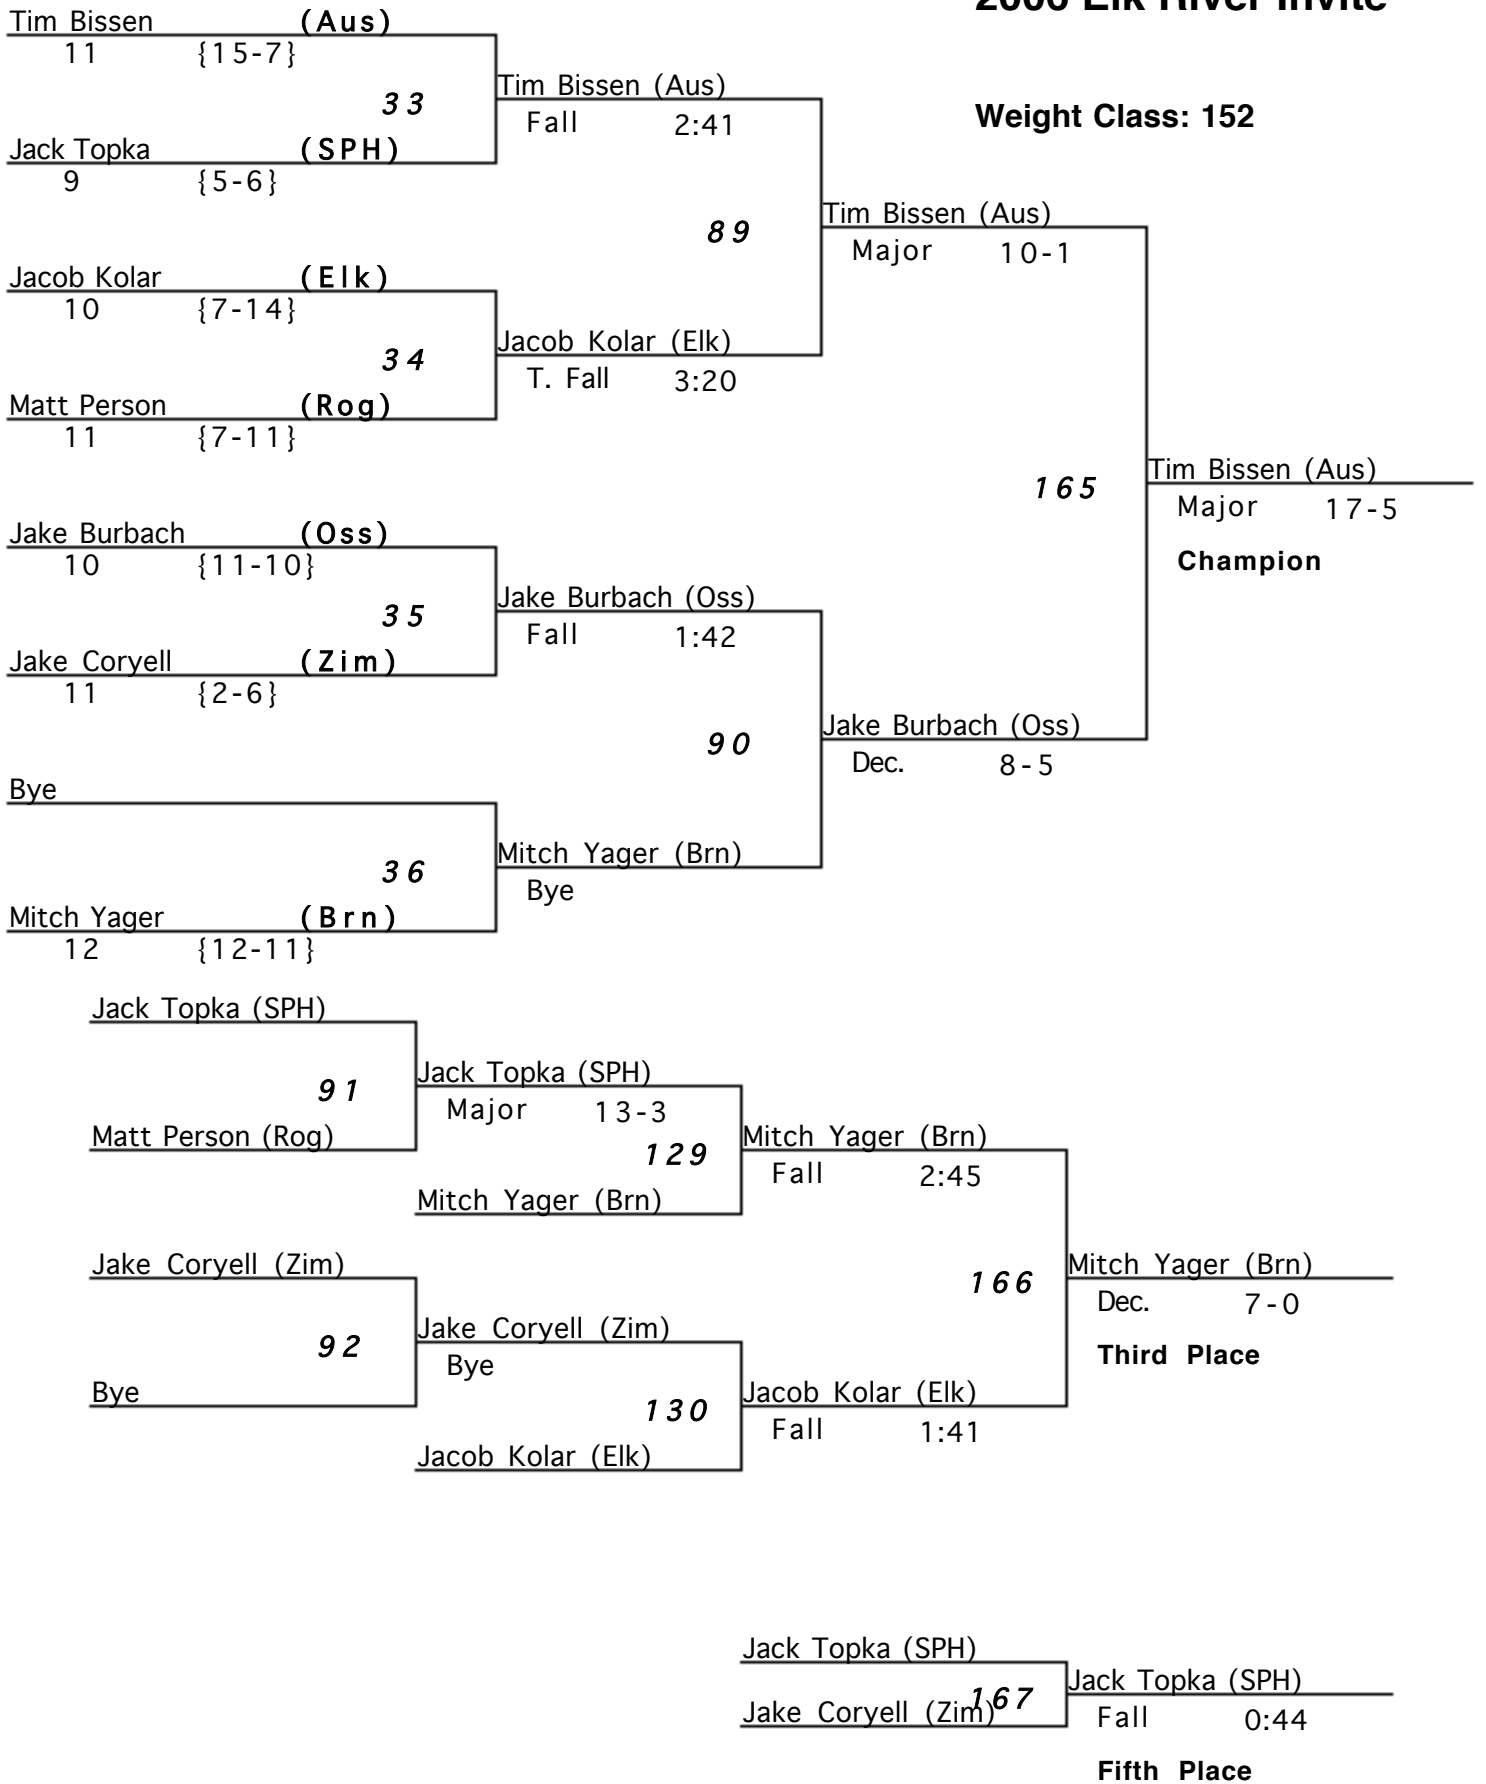 2006 Elk River Invite
Weight Class: 152
Tim Bissen (Aus)
11 {15-7}
33
Jack Topka (SPH)
9 {5-6}
Tim Bissen (Aus)
Fall 2:41
89
Jacob Kolar (Elk)
10 {7-14}
34
Matt Person (Rog)
11 {7-11}
Jacob Kolar (Elk)
T. Fall 3:20
Tim Bissen (Aus)
Major 10-1
165
Jake Burbach (Oss)
10 {11-10}
35
Jake Coryell (Zim)
11 {2-6}
Jake Burbach (Oss)
Fall 1:42
90
Bye
36
Mitch Yager (Brn)
12 {12-11}
Mitch Yager (Brn)
Bye
Jake Burbach (Oss)
Dec. 8-5
Tim Bissen (Aus)
Major 17-5
Champion
Jack Topka (SPH)
91
Matt Person (Rog)
Jack Topka (SPH)
Major 13-3
129
Mitch Yager (Brn)
Mitch Yager (Brn)
Fall 2:45
Jake Coryell (Zim)
92
Bye
Jake Coryell (Zim)
Bye
130
Jacob Kolar (Elk)
Jacob Kolar (Elk)
Fall 1:41
166
Mitch Yager (Brn)
Dec. 7-0
Third Place
Jack Topka (SPH)
167
Jake Coryell (Zim)
Jack Topka (SPH)
Fall 0:44
Fifth Place